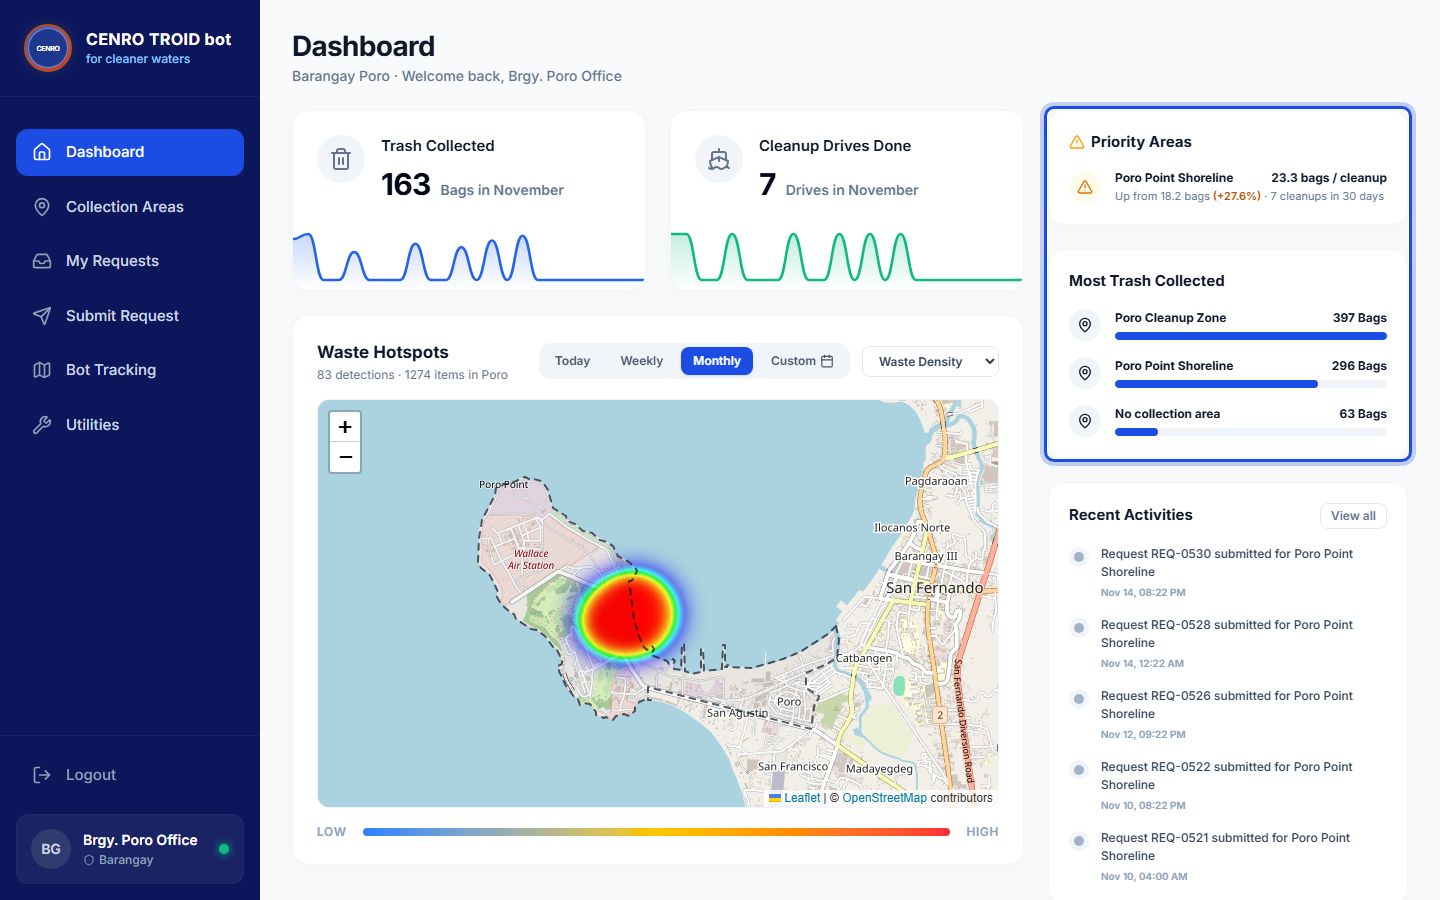 CENRO
CENRO TROID bot
for cleaner waters
Dashboard
Collection Areas
My Requests
Submit Request
Bot Tracking
Utilities
Logout
BG
Brgy. Poro Office
Barangay
Dashboard
Barangay Poro · Welcome back, Brgy. Poro Office
Trash Collected
163 Bags in November
Cleanup Drives Done
7 Drives in November
Waste Hotspots
83 detections · 1274 items in Poro
Today Weekly Monthly Custom
Waste Density
+
−
Poro Point
Pagdaraoan
Ilocanos Norte
Wallace
Air Station
Barangay III
San Fernando
Catbangen
San Fernando Diversion Road
Poro
San Agustin
2
San Francisco
Madayegdeg
Leaflet | © OpenStreetMap contributors
LOW
HIGH
Priority Areas
Poro Point Shoreline 23.3 bags / cleanup
Up from 18.2 bags (+27.6%) · 7 cleanups in 30 days
Most Trash Collected
Poro Cleanup Zone 397 Bags
Poro Point Shoreline 296 Bags
No collection area 63 Bags
Recent Activities
View all
Request REQ-0530 submitted for Poro Point
Shoreline
Nov 14, 08:22 PM
Request REQ-0528 submitted for Poro Point
Shoreline
Nov 14, 12:22 AM
Request REQ-0526 submitted for Poro Point
Shoreline
Nov 12, 09:22 PM
Request REQ-0522 submitted for Poro Point
Shoreline
Nov 10, 08:22 PM
Request REQ-0521 submitted for Poro Point
Shoreline
Nov 10, 04:00 AM